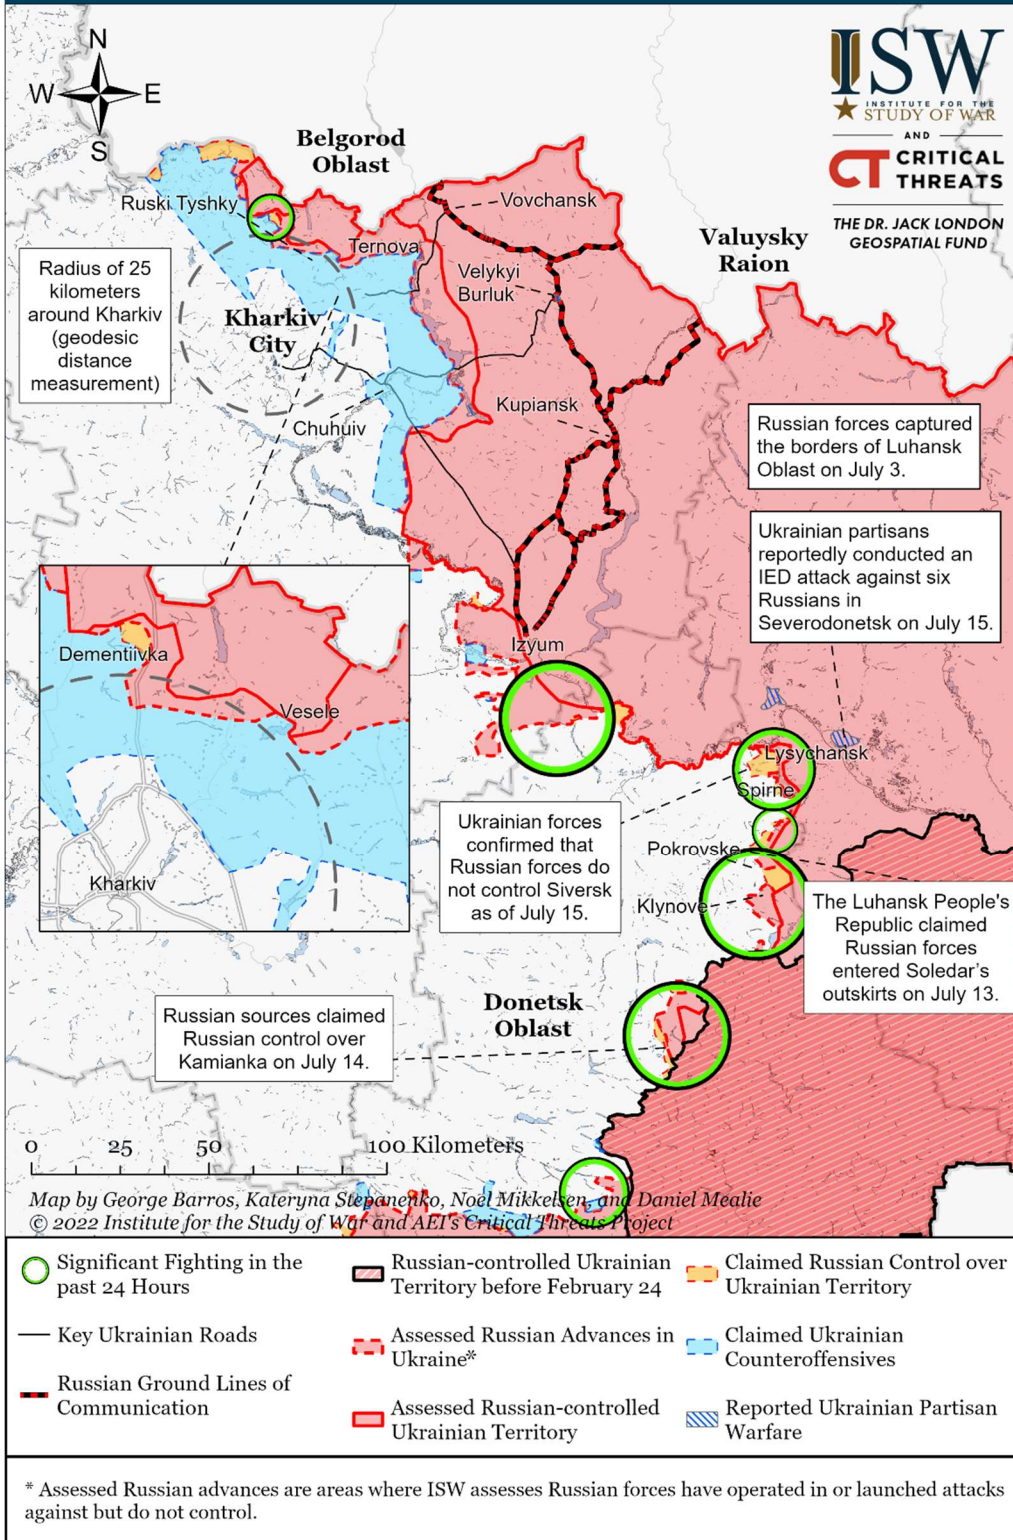 N
W
E
S
ISW
INSTITUTE FOR THE
STUDY OF WAR
AND
CT CRITICAL
THREATS
THE DR. JACK LONDON
GEOSPATIAL FUND
Belgorod
Oblast
Ruski Tyshky
Vovchansk
Ternova
Valuysky
Raion
Velykyi
Burluk
Radius of 25
kilometers
around Kharkiv
(geodesic
distance
measurement)
Kharkiv
City
Kupiansk
Chuhuiv
Russian forces captured
the borders of Luhansk
Oblast on July 3.
Ukrainian partisans
reportedly conducted an
IED attack against six
Russians in
Severodonetsk on July 15.
Izyum
Dementiivka
Vesele
Kharkiv
Lysychansk
Spirne
Ukrainian forces
confirmed that
Russian forces do
not control Siversk
as of July 15.
Pokrovske
Klynove
The Luhansk People's
Republic claimed
Russian forces
entered Soledar's
outskirts on July 13.
Donetsk
Oblast
Russian sources claimed
Russian control over
Kamianka on July 14.
0 25 50 100 Kilometers
Map by George Barros, Kateryna Stepanenko, Noel Mikkelsen, and Daniel Mealie
© 2022 Institute for the Study of War and AEI's Critical Threats Project
Significant Fighting in the
past 24 Hours
Key Ukrainian Roads
Russian Ground Lines of
Communication
Russian-controlled Ukrainian
Territory before February 24
Assessed Russian Advances in
Ukraine*
Assessed Russian-controlled
Ukrainian Territory
Claimed Russian Control over
Ukrainian Territory
Claimed Ukrainian
Counteroffensives
Reported Ukrainian Partisan
Warfare
* Assessed Russian advances are areas where ISW assesses Russian forces have operated in or launched attacks
against but do not control.